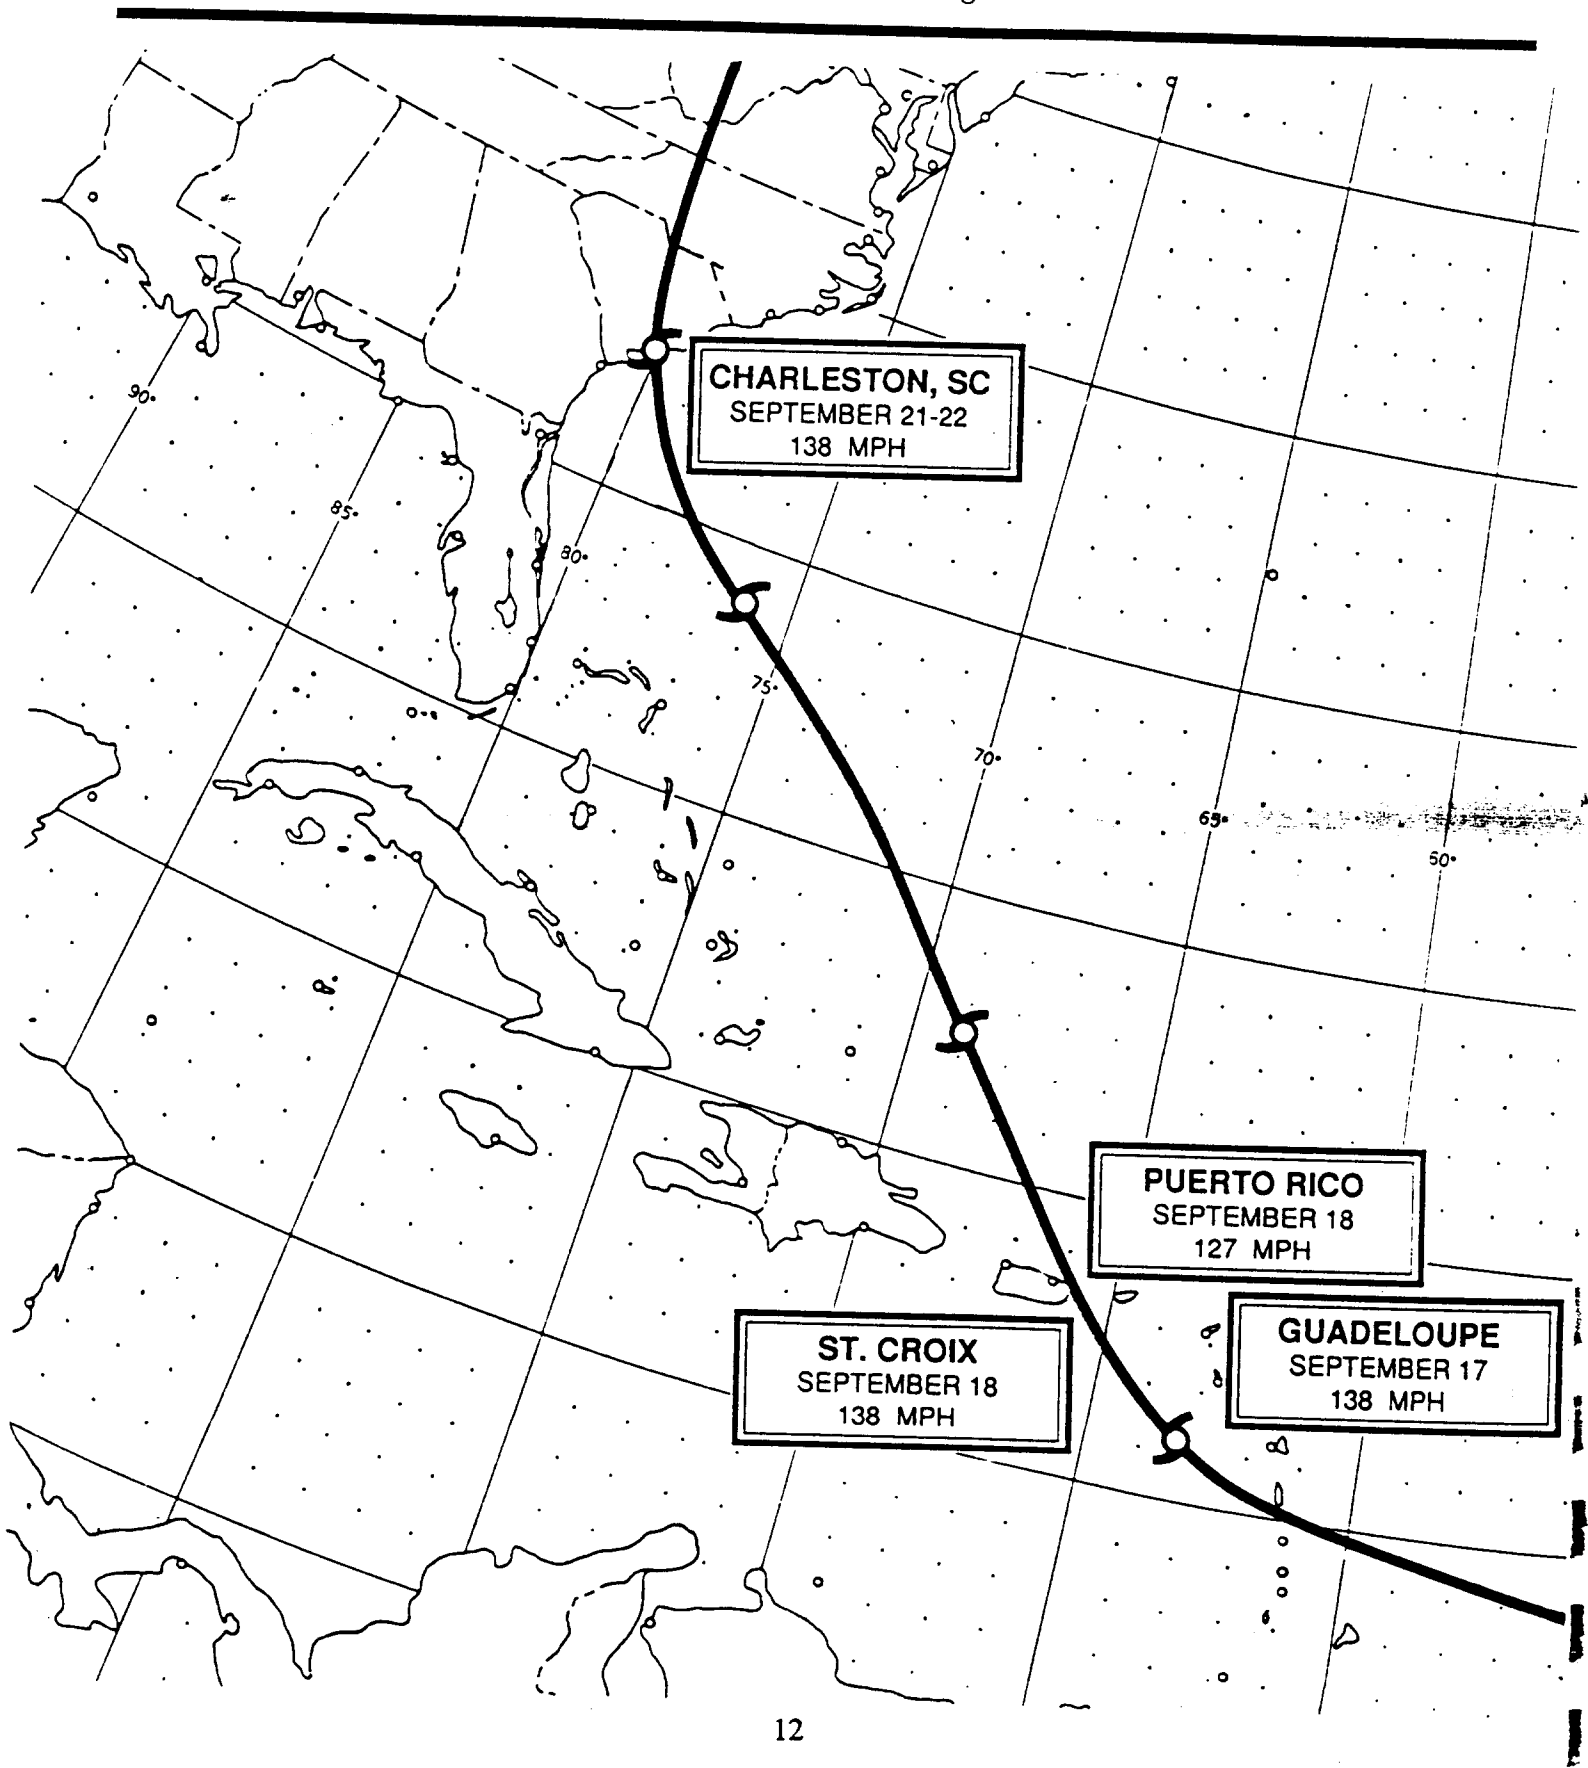 CHARLESTON, SC
SEPTEMBER 21-22
138 MPH
90°
85°
80°
75°
70°
65°
60°
PUERTO RICO
SEPTEMBER 18
127 MPH
ST. CROIX
SEPTEMBER 18
138 MPH
GUADELOUPE
SEPTEMBER 17
138 MPH
12